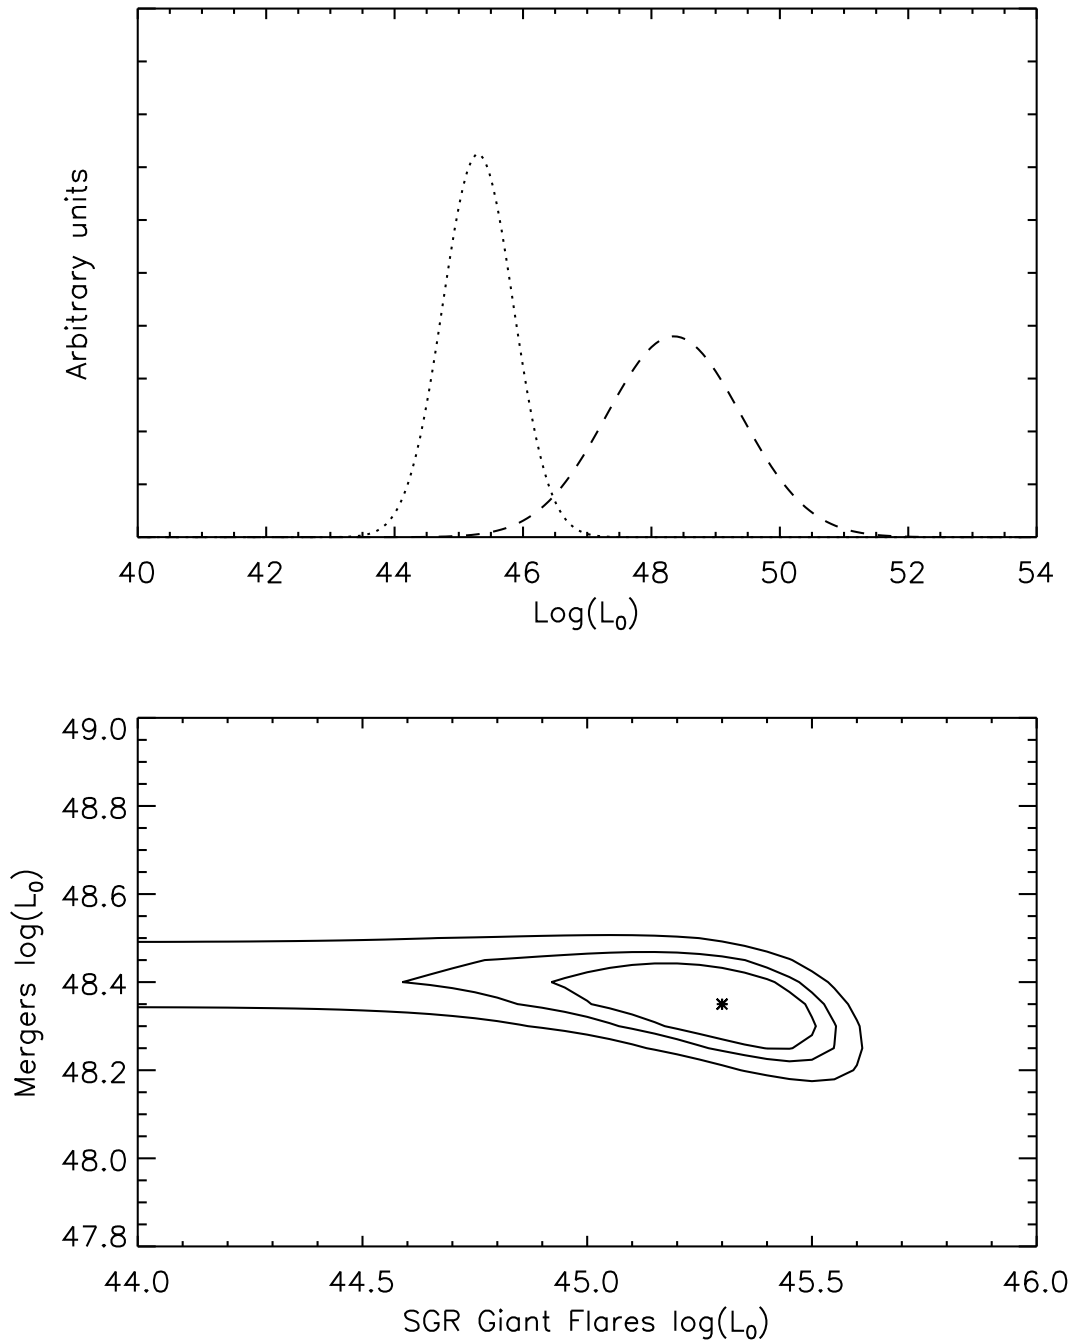 Arbitrary units
40 42 44 46 48 50 52 54
Log(L₀)
49.0
48.8
48.6
48.4
48.2
48.0
47.8
Mergers log(L₀)
44.0 44.5 45.0 45.5 46.0
SGR Giant Flares log(L₀)